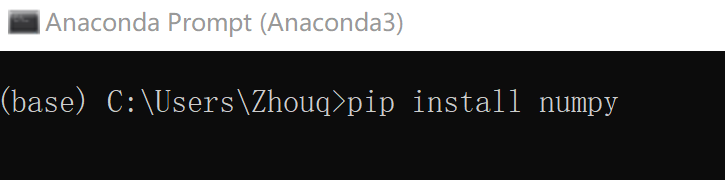 Anaconda Prompt (Anaconda3)
(base) C:\Users\Zhouq>pip install numpy